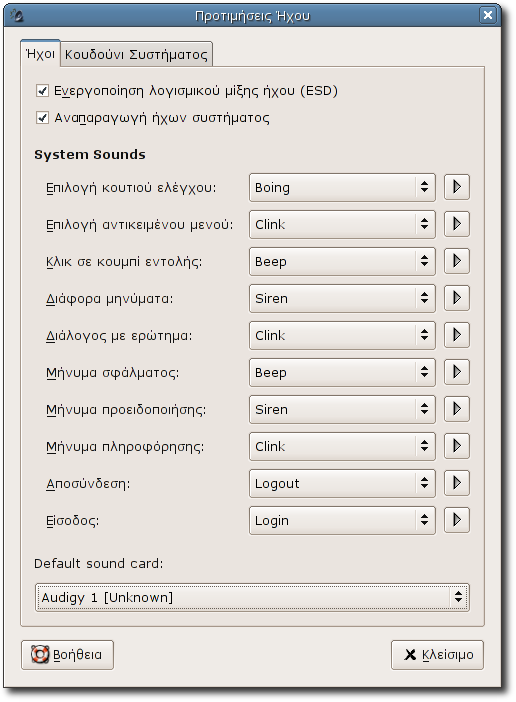 Προτιμήσεις Ήχου
Ήχοι Κουδούνι Συστήματος
Ενεργοποίηση λογισμικού μίξης ήχου (ESD)
Αναπαραγωγή ήχων συστήματος
System Sounds
Επιλογή κουτιού ελέγχου: Boing
Επιλογή αντικειμένου μενού: Clink
Κλικ σε κουμπί εντολής: Beep
Διάφορα μηνύματα: Siren
Διάλογος με ερώτημα: Clink
Μήνυμα σφάλματος: Beep
Μήνυμα προειδοποιήσης: Siren
Μήνυμα πληροφόρησης: Clink
Αποσύνδεση: Logout
Είσοδος: Login
Default sound card:
Audigy 1 [Unknown]
Βοήθεια Κλείσιμο